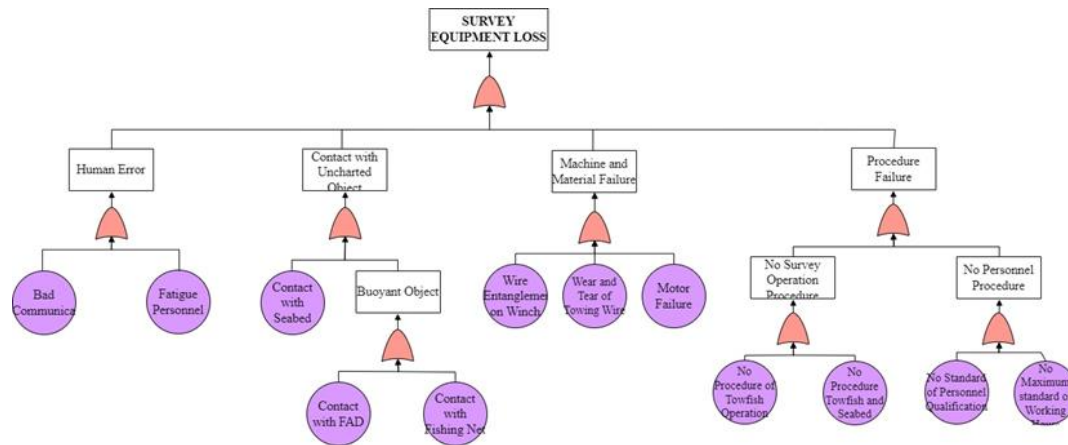 SURVEY
EQUIPMENT LOSS
Human Error
Contact with
Uncharted
Object
Machine and
Material Failure
Procedure
Failure
Bad
Communica
Fatigue
Personnel
Contact
with
Seabed
Buoyant Object
Wire
Entangleme
on Winch
Wear and
Tear of
Towing Wire
Motor
Failure
No Survey
Operation
Procedure
No Personnel
Procedure
Contact
with FAD
Contact
with
Fishing Net
No
Procedure of
Towfish
Operation
No
Procedure
Towfish and
Seabed
No Standard
of Personnel
Qualification
No
Maximum
standard o
Working
Hours